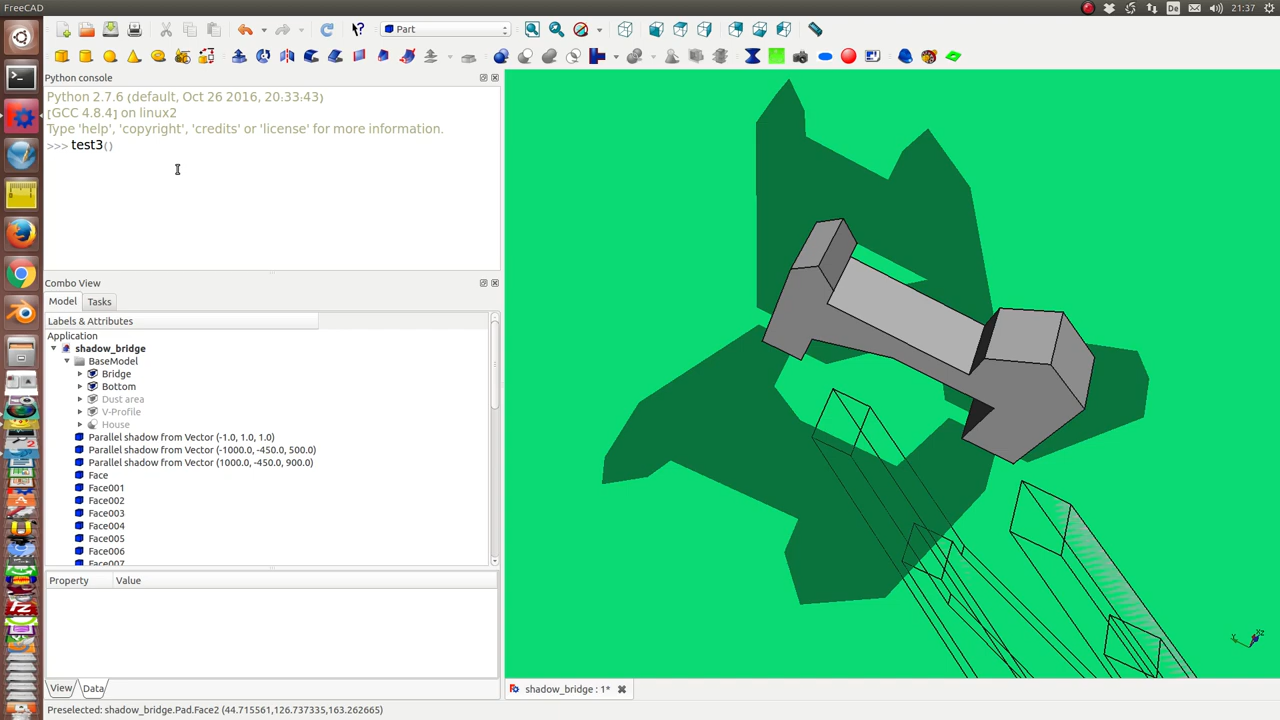 FreeCAD
De
21:37
Part
Python console
Python 2.7.6 (default, Oct 26 2016, 20:33:43)
[GCC 4.8.4] on linux2
Type 'help', 'copyright', 'credits' or 'license' for more information.
>>> test3()
Combo View
Model
Tasks
Labels & Attributes
Application
shadow_bridge
BaseModel
Bridge
Bottom
Dust area
V-Profile
House
Parallel shadow from Vector (-1.0, 1.0, 1.0)
Parallel shadow from Vector (-1000.0, -450.0, 500.0)
Parallel shadow from Vector (1000.0, -450.0, 900.0)
Face
Face001
Face002
Face003
Face004
Face005
Face006
Face007
Property
Value
View
Data
shadow_bridge : 1*
Preselected: shadow_bridge.Pad.Face2 (44.715561,126.737335,163.262665)